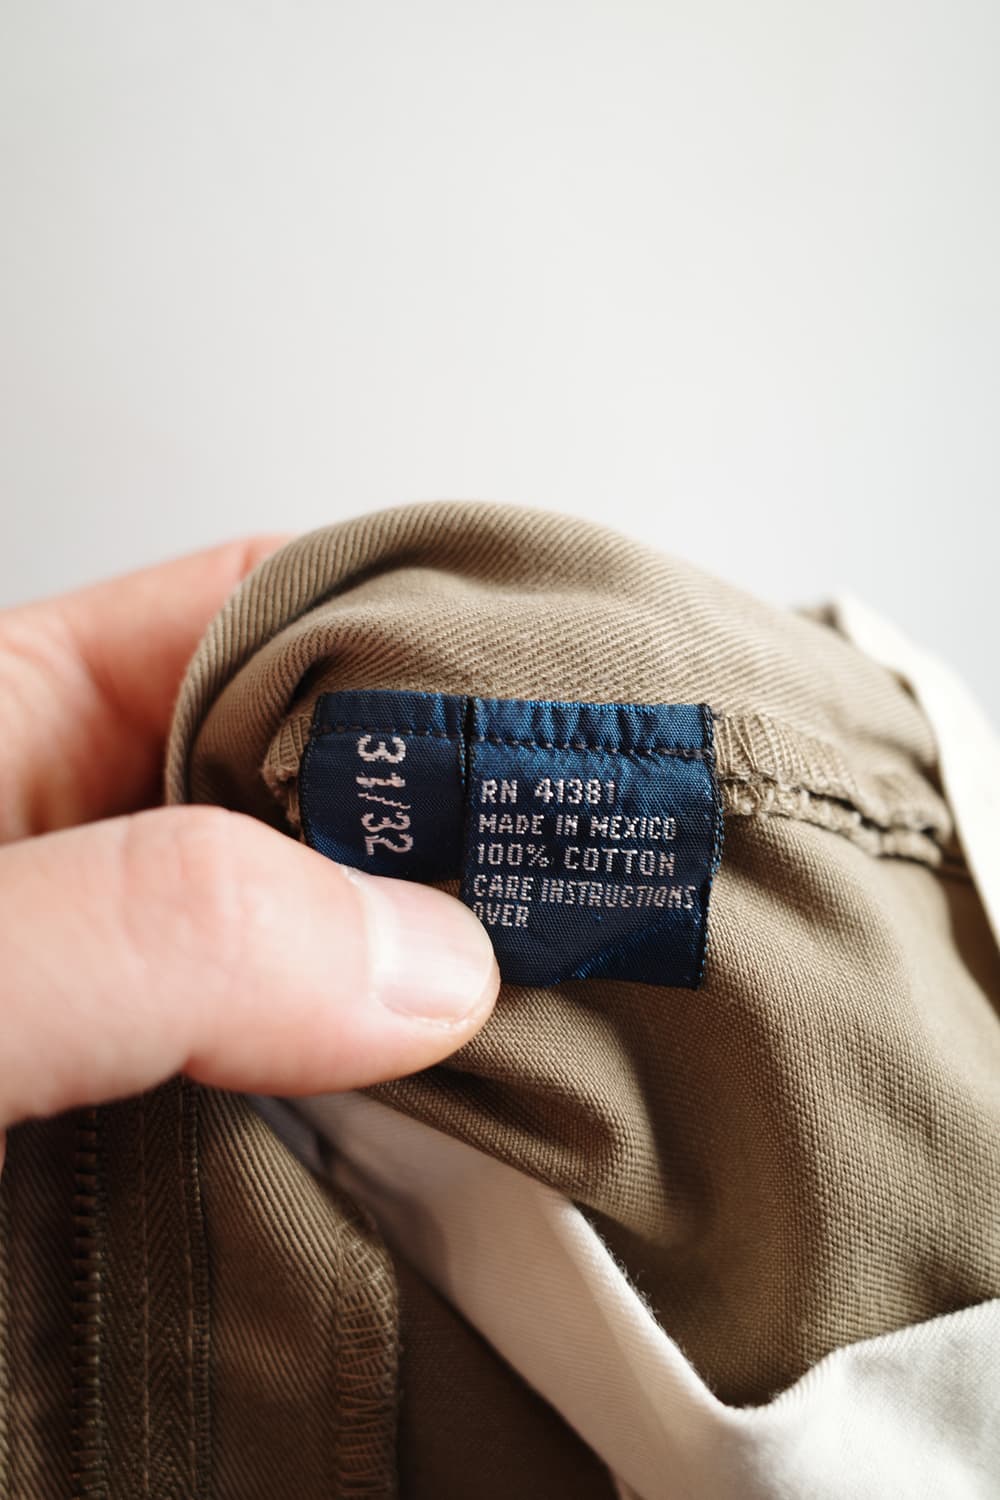 31/32
RN 41381
MADE IN MEXICO
100% COTTON
CARE INSTRUCTIONS
OVER